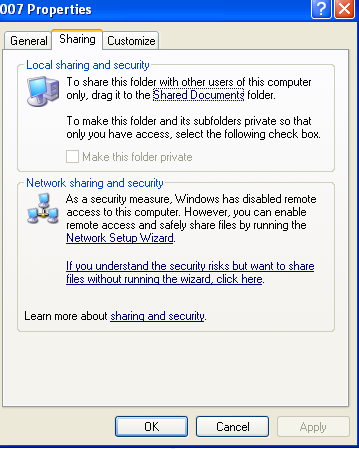 007 Properties
General Sharing Customize
Local sharing and security
To share this folder with other users of this computer
only, drag it to the Shared Documents folder.
To make this folder and its subfolders private so that
only you have access, select the following check box.
Make this folder private
Network sharing and security
As a security measure, Windows has disabled remote
access to this computer. However, you can enable
remote access and safely share files by running the
Network Setup Wizard.
If you understand the security risks but want to share
files without running the wizard, click here.
Learn more about sharing and security.
OK Cancel Apply